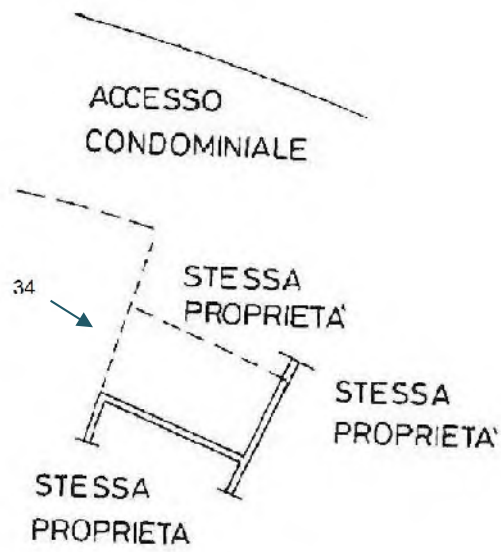 ACCESSO
CONDOMINIALE
STESSA
PROPRIETA'
34
STESSA
PROPRIETA'
STESSA
PROPRIETA